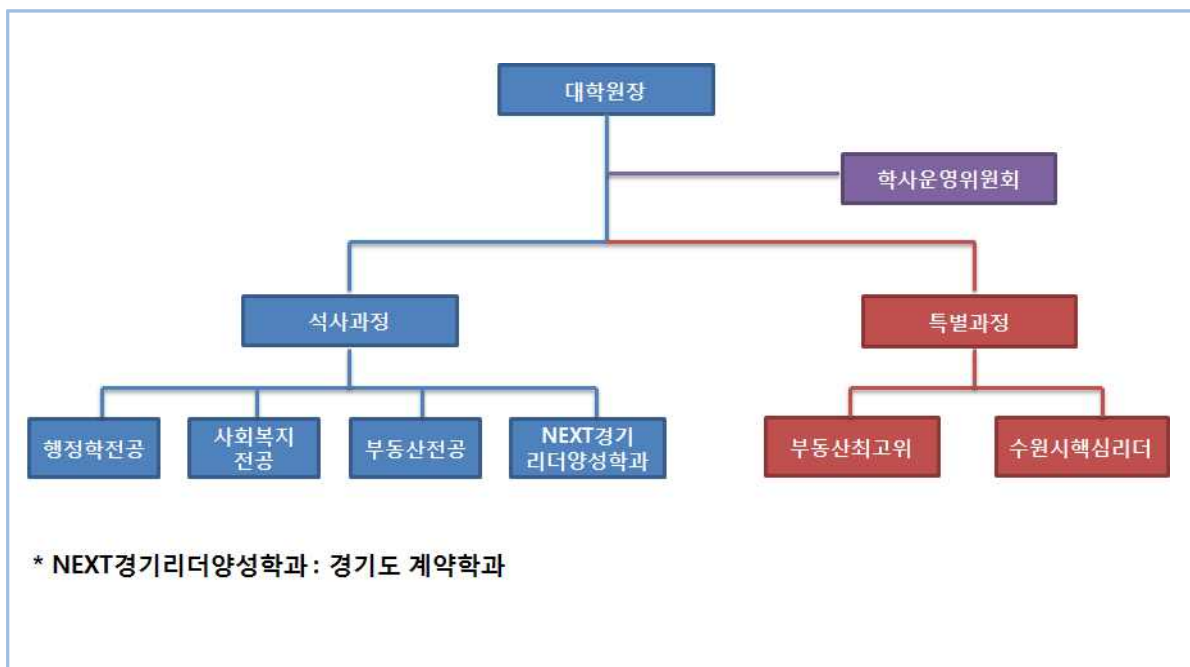 대학원장
학사운영위원회
석사과정
특별과정
행정학전공
사회복지
전공
부동산전공
NEXT경기
리더양성학과
부동산최고위
수원시핵심리더
* NEXT경기리더양성학과 : 경기도 계약학과